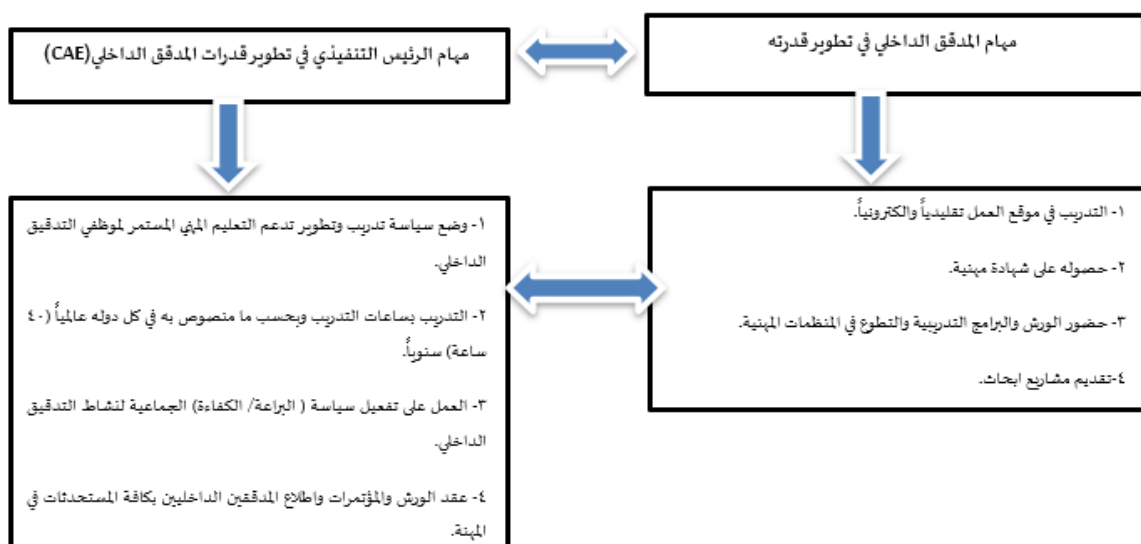 مهام المدقق الداخلي في تطوير قدرته
مهام الرئيس التنفيذي في تطوير قدرات المدقق الداخلي(CAE)
١- التدريب في موقع العمل تقليدياً والكترونياً.
٢- حصوله على شهادة مهنية.
٣- حضور الورش والبرامج التدريبية والتطوع في المنظمات المهنية.
٤-تقديم مشاريع ابحاث.
١- وضع سياسة تدريب وتطوير تدعم التعليم المهني المستمر لموظفي التدقيق
الداخلي.
٢- التدريب بساعات التدريب وبحسب ما منصوص به في كل دوله عالمياً (٤٠
ساعة) سنوياً.
٣- العمل على تفعيل سياسة ( البراعة/ الكفاءة) الجماعية لنشاط التدقيق
الداخلي.
٤- عقد الورش والمؤتمرات واطلاع المدققين الداخليين بكافة المستحدثات في
المهنة.